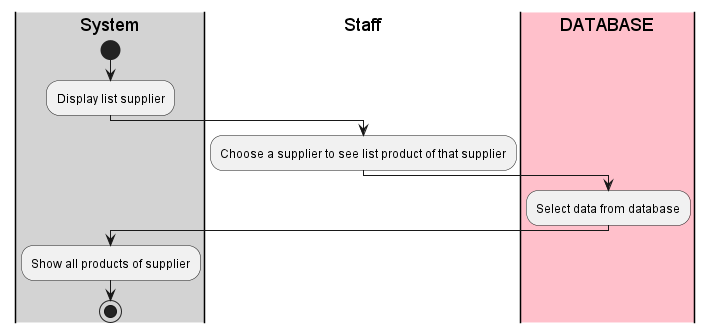 System
Staff
DATABASE
Display list supplier
Choose a supplier to see list product of that supplier
Select data from database
Show all products of supplier